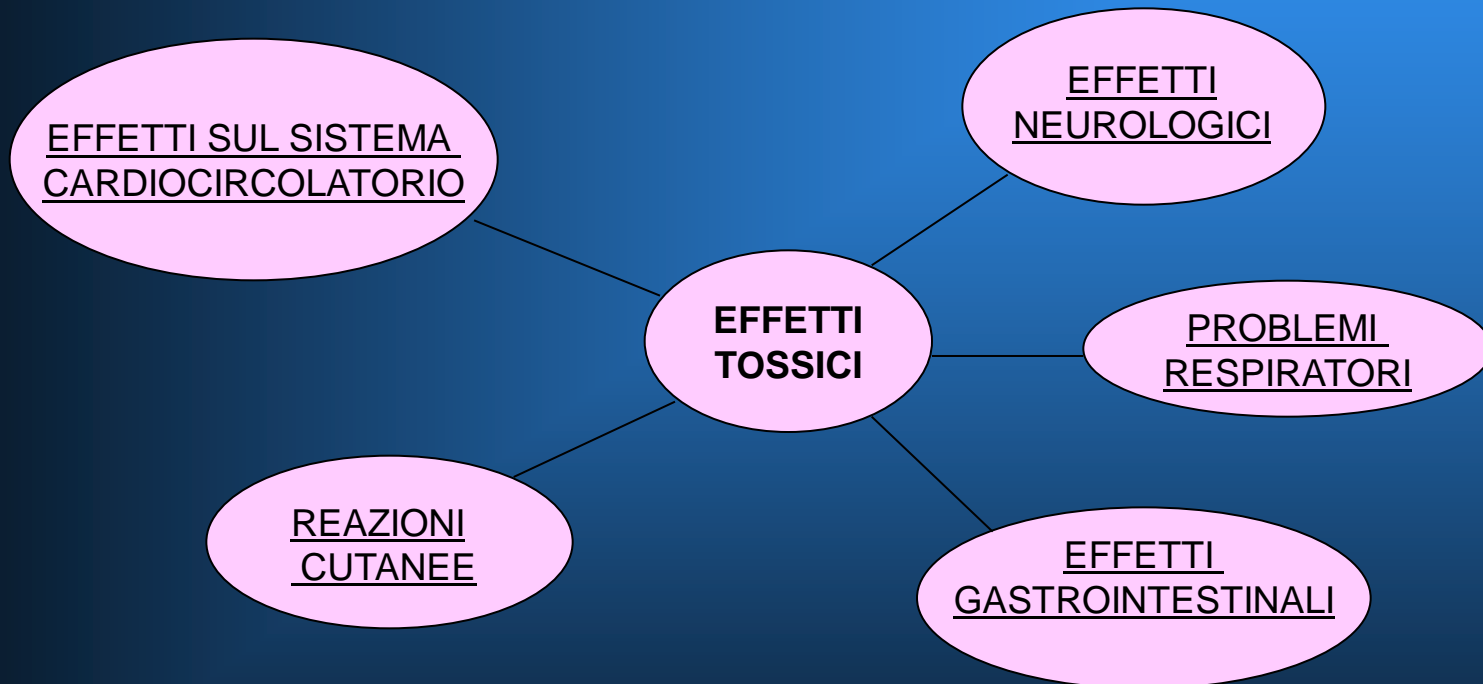 EFFETTI SUL SISTEMA
CARDIOCIRCOLATORIO
EFFETTI
NEUROLOGICI
EFFETTI
TOSSICI
PROBLEMI
RESPIRATORI
REAZIONI
CUTANEE
EFFETTI
GASTROINTESTINALI